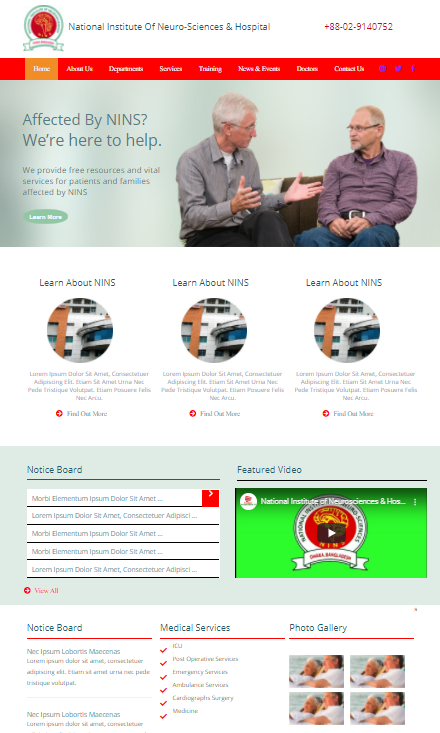 National Institute Of Neuro-Sciences & Hospital
+88-02-9140752
Home
About Us
Departments
Services
Training
News & Events
Doctors
Contact Us
Affected By NINS?
We're here to help.
We provide free resources and vital
services for patients and families
affected by NINS
Learn More
Learn About NINS
Learn About NINS
Learn About NINS
Lorem Ipsum Dolor Sit Amet, Consectetuer
Adipiscing Elit. Etiam Sit Amet Urna Nec
Pede Tristique Volutpat. Etiam Posuere Felis
Nec Arcu.
Lorem Ipsum Dolor Sit Amet, Consectetuer
Adipiscing Elit. Etiam Sit Amet Urna Nec
Pede Tristique Volutpat. Etiam Posuere Felis
Nec Arcu.
Lorem Ipsum Dolor Sit Amet, Consectetuer
Adipiscing Elit. Etiam Sit Amet Urna Nec
Pede Tristique Volutpat. Etiam Posuere Felis
Nec Arcu.
Find Out More
Find Out More
Find Out More
Notice Board
Morbi Elementum Ipsum Dolor Sit Amet ...
Lorem Ipsum Dolor Sit Amet, Consectetuer Adipisci ...
Morbi Elementum Ipsum Dolor Sit Amet ...
Morbi Elementum Ipsum Dolor Sit Amet ...
Lorem Ipsum Dolor Sit Amet, Consectetuer Adipisci ...
View All
Featured Video
National Institute of Neurosciences & Hos...
NATIONAL INSTITUTE OF NEURO-SCIENCES
NINS
DHAKA, BANGLADESH
Notice Board
Nec Ipsum Lobortis Maecenas
Lorem ipsum dolor sit amet, consectetuer
adipiscing elit. Etiam sit amet urna nec pede
tristique volutpat.
Nec Ipsum Lobortis Maecenas
Lorem ipsum dolor sit amet, consectetuer
Medical Services
ICU
Post Operative Services
Emergency Services
Ambulance Services
Cardiographs Surgery
Medicine
Photo Gallery